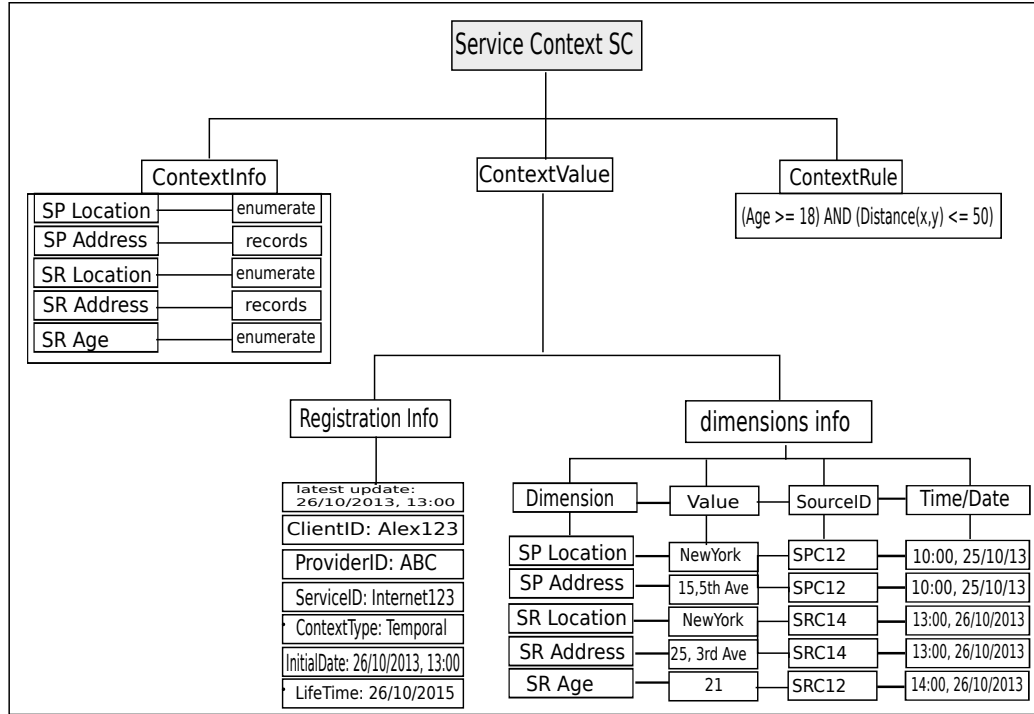 Service Context SC
ContextInfo
SP Location enumerate
SP Address records
SR Location enumerate
SR Address records
SR Age enumerate
ContextValue
ContextRule
(Age >= 18) AND (Distance(x,y) <= 50)
Registration Info
latest update:
26/10/2013, 13:00
ClientID: Alex123
ProviderID: ABC
ServiceID: Internet123
ContextType: Temporal
InitialDate: 26/10/2013, 13:00
LifeTime: 26/10/2015
dimensions info
Dimension Value SourceID Time/Date
SP Location NewYork SPC12 10:00, 25/10/13
SP Address 15,5th Ave SPC12 10:00, 25/10/13
SR Location NewYork SRC14 13:00, 26/10/2013
SR Address 25, 3rd Ave SRC14 13:00, 26/10/2013
SR Age 21 SRC12 14:00, 26/10/2013